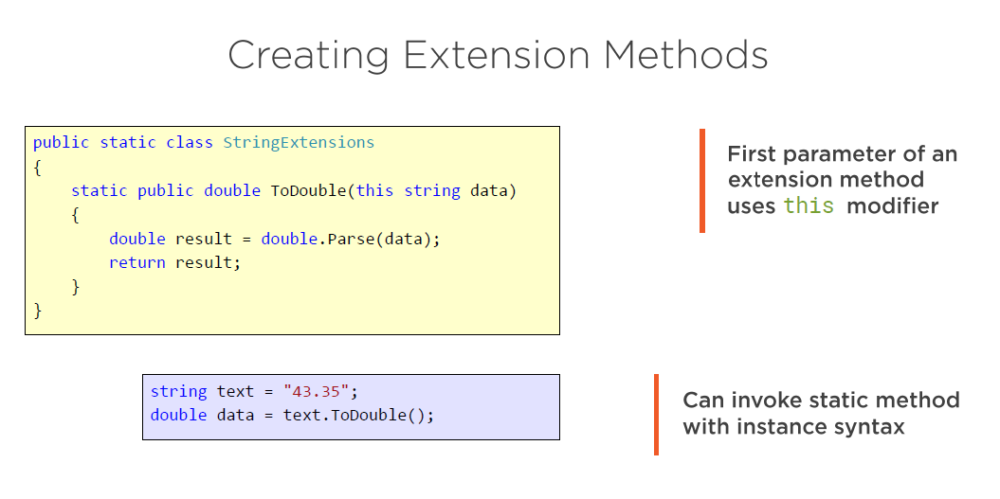 Creating Extension Methods
public static class StringExtensions
{
    static public double ToDouble(this string data)
    {
        double result = double.Parse(data);
        return result;
    }
}
First parameter of an
extension method
uses this modifier
string text = "43.35";
double data = text.ToDouble();
Can invoke static method
with instance syntax